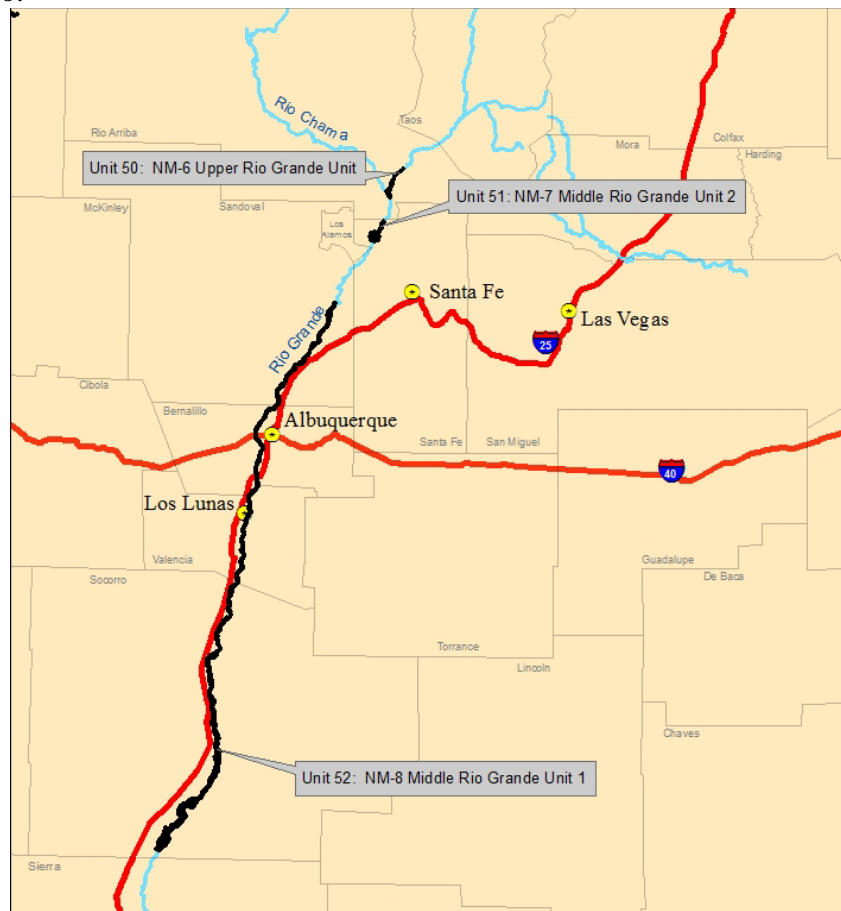 Rio Chama
Taos
Rio Arriba
Mora
Colfax
Harding
Unit 50: NM-6 Upper Rio Grande Unit
Unit 51: NM-7 Middle Rio Grande Unit 2
McKinley
Sandoval
Los
Alamos
Santa Fe
Las Vegas
Rio Grande
25
Cibola
Bernalillo
Albuquerque
Santa Fe
San Miguel
40
Los Lunas
Valencia
Guadalupe
De Baca
Socorro
Torrance
Lincoln
Chaves
Unit 52: NM-8 Middle Rio Grande Unit 1
Sierra